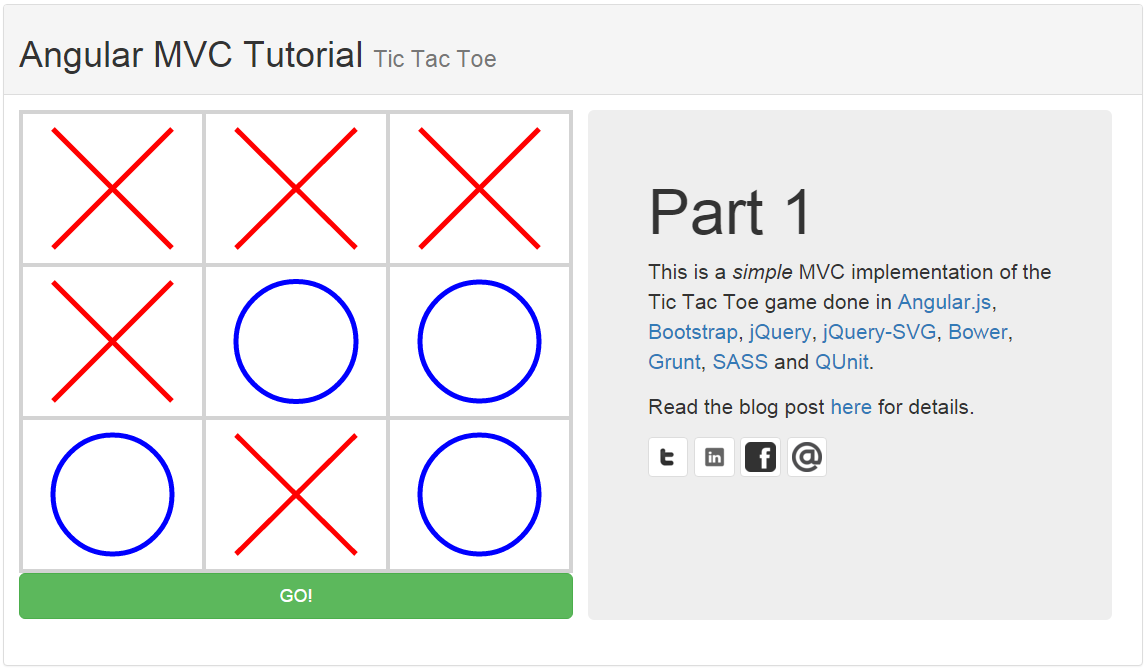 Angular MVC Tutorial Tic Tac Toe
GO!
Part 1
This is a simple MVC implementation of the
Tic Tac Toe game done in Angular.js,
Bootstrap, jQuery, jQuery-SVG, Bower,
Grunt, SASS and QUnit.
Read the blog post here for details.